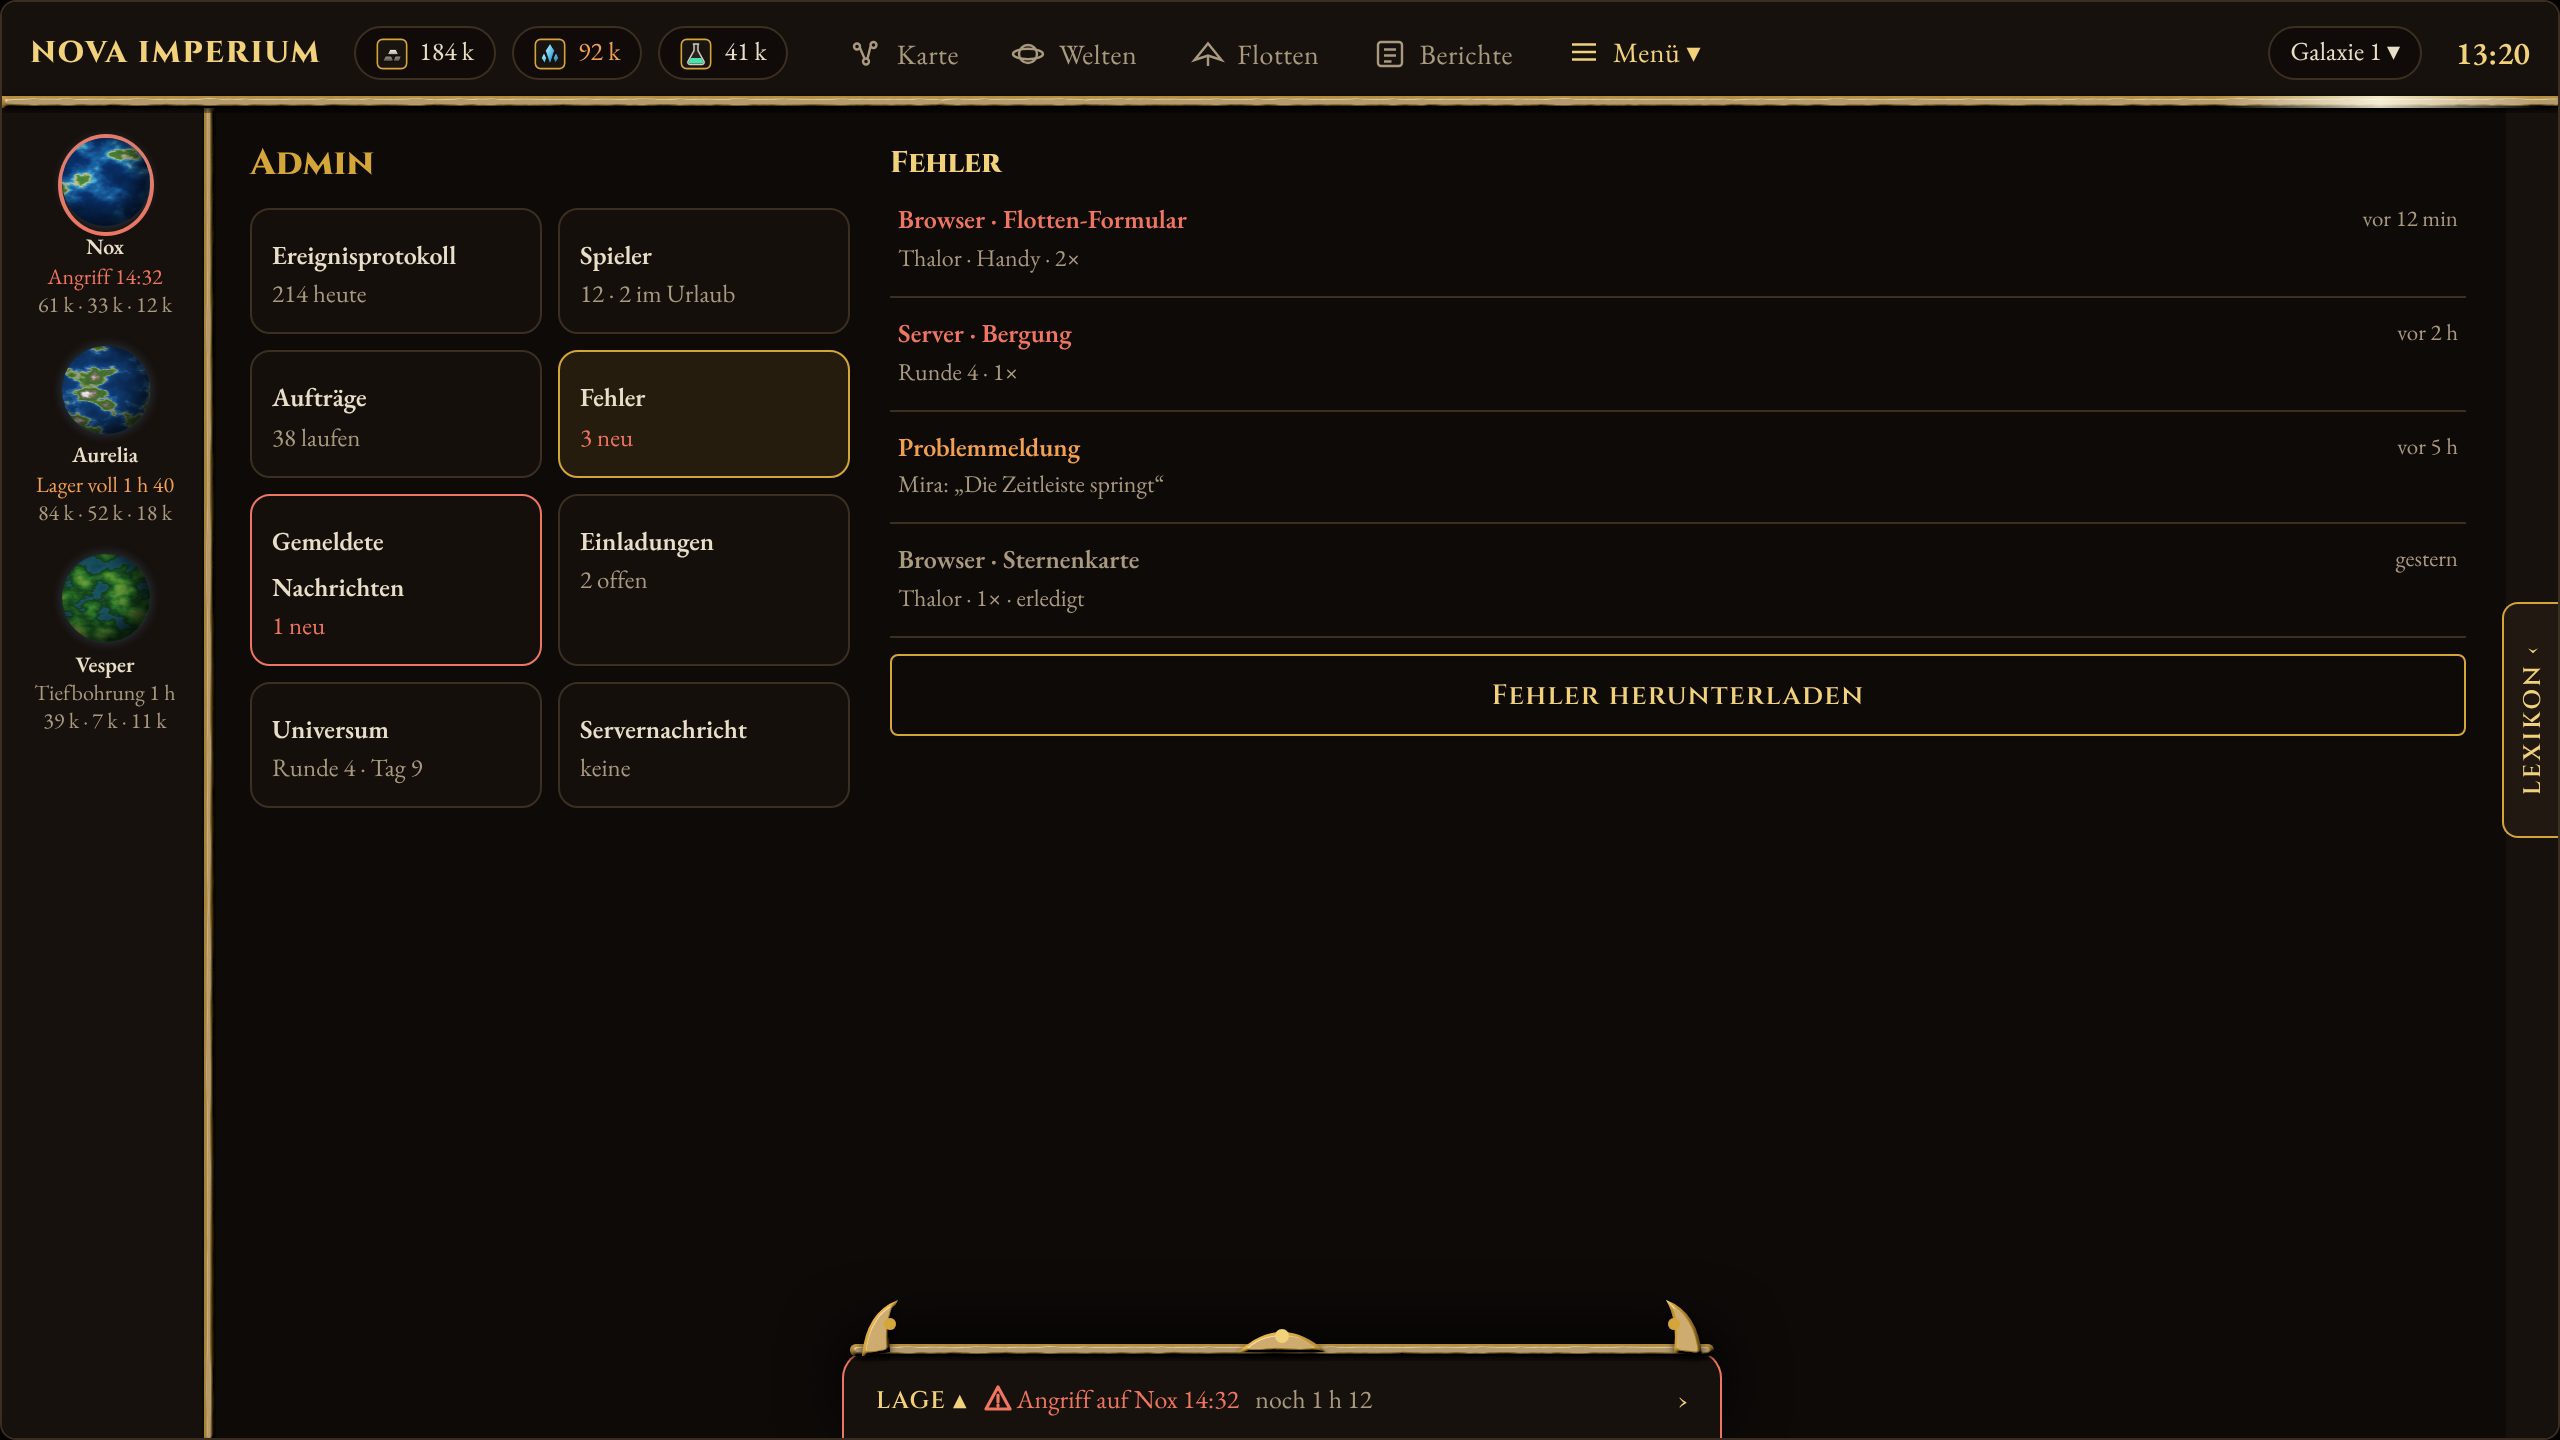 NOVA IMPERIUM
184 k
92 k
41 k
Karte
Welten
Flotten
Berichte
Menü ▾
Galaxie 1 ▾
13:20
Nox
Angriff 14:32
61 k · 33 k · 12 k
Aurelia
Lager voll 1 h 40
84 k · 52 k · 18 k
Vesper
Tiefbohrung 1 h
39 k · 7 k · 11 k
Admin
Ereignisprotokoll
214 heute
Spieler
12 · 2 im Urlaub
Aufträge
38 laufen
Fehler
3 neu
Gemeldete
Nachrichten
1 neu
Einladungen
2 offen
Universum
Runde 4 · Tag 9
Servernachricht
keine
Fehler
Browser · Flotten-Formular
vor 12 min
Thalor · Handy · 2×
Server · Bergung
vor 2 h
Runde 4 · 1×
Problemmeldung
vor 5 h
Mira: „Die Zeitleiste springt“
Browser · Sternenkarte
gestern
Thalor · 1× · erledigt
Fehler herunterladen
LEXIKON ‹
LAGE ▴ Angriff auf Nox 14:32 noch 1 h 12 ›